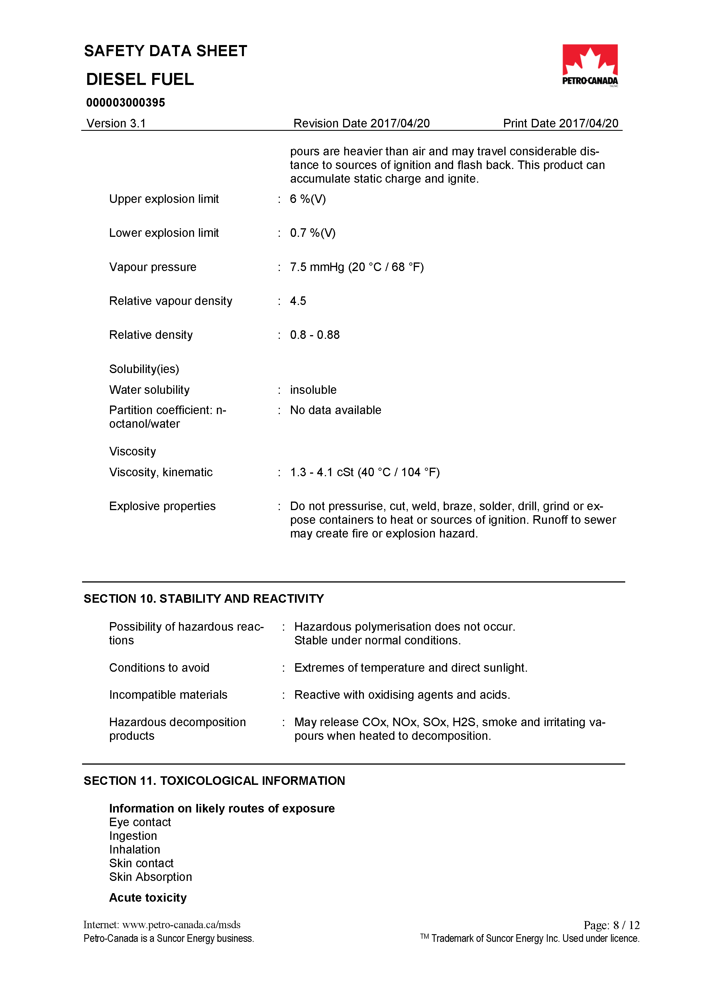 SAFETY DATA SHEET
DIESEL FUEL
000003000395
PETRO-CANADA
TM/MC
Version 3.1 Revision Date 2017/04/20 Print Date 2017/04/20
pours are heavier than air and may travel considerable dis-
tance to sources of ignition and flash back. This product can
accumulate static charge and ignite.
Upper explosion limit : 6 %(V)
Lower explosion limit : 0.7 %(V)
Vapour pressure : 7.5 mmHg (20 °C / 68 °F)
Relative vapour density : 4.5
Relative density : 0.8 - 0.88
Solubility(ies)
Water solubility : insoluble
Partition coefficient: n- : No data available
octanol/water
Viscosity
Viscosity, kinematic : 1.3 - 4.1 cSt (40 °C / 104 °F)
Explosive properties : Do not pressurise, cut, weld, braze, solder, drill, grind or ex-
pose containers to heat or sources of ignition. Runoff to sewer
may create fire or explosion hazard.
SECTION 10. STABILITY AND REACTIVITY
Possibility of hazardous reac- : Hazardous polymerisation does not occur.
tions Stable under normal conditions.
Conditions to avoid : Extremes of temperature and direct sunlight.
Incompatible materials : Reactive with oxidising agents and acids.
Hazardous decomposition : May release COx, NOx, SOx, H2S, smoke and irritating va-
products pours when heated to decomposition.
SECTION 11. TOXICOLOGICAL INFORMATION
Information on likely routes of exposure
Eye contact
Ingestion
Inhalation
Skin contact
Skin Absorption
Acute toxicity
Internet: www.petro-canada.ca/msds Page: 8 / 12
Petro-Canada is a Suncor Energy business. TM Trademark of Suncor Energy Inc. Used under licence.